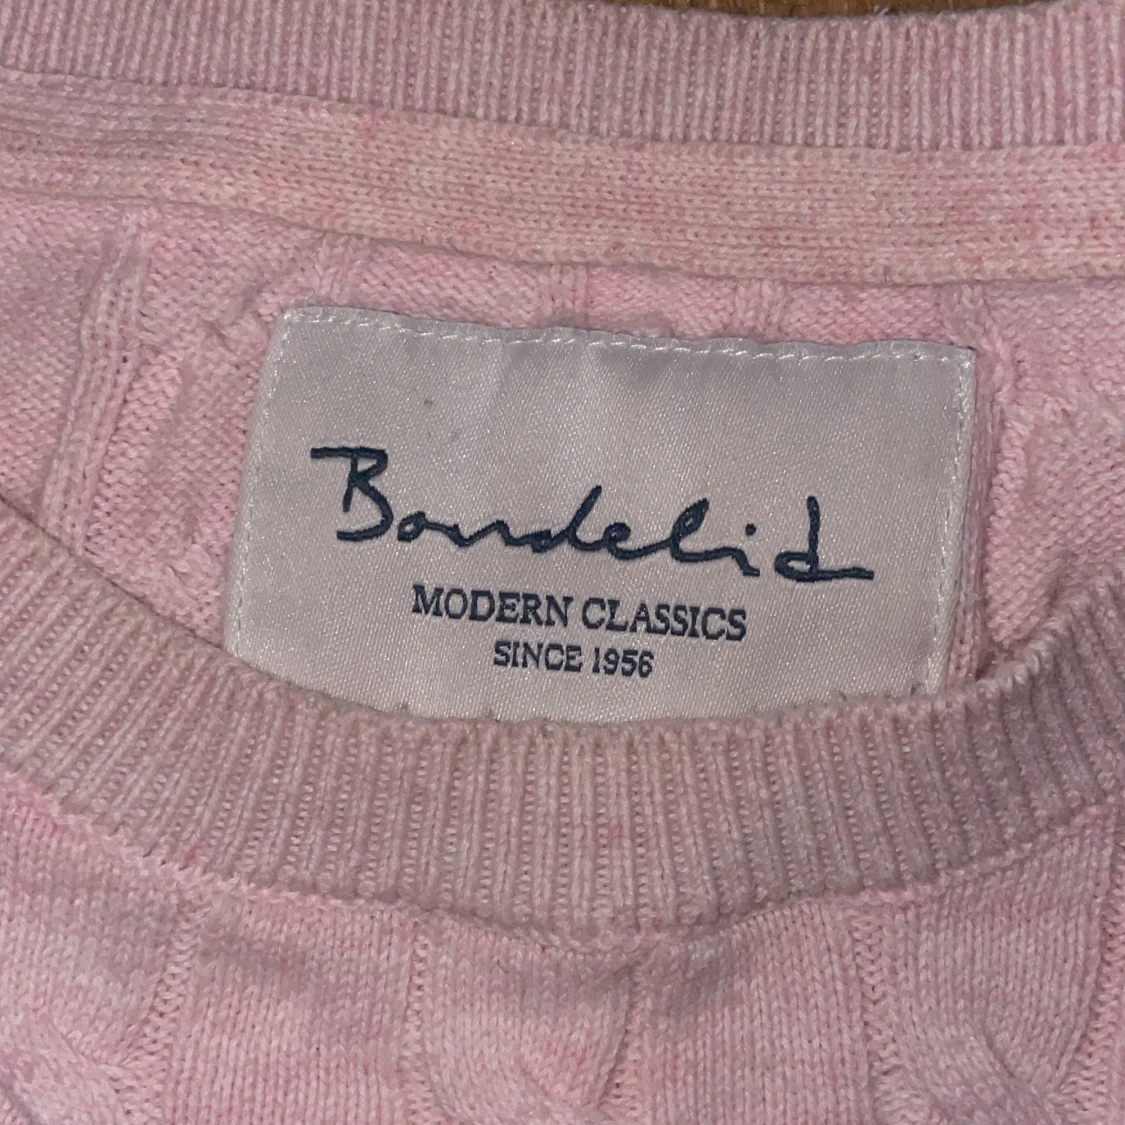 Bondelid
MODERN CLASSICS
SINCE 1956